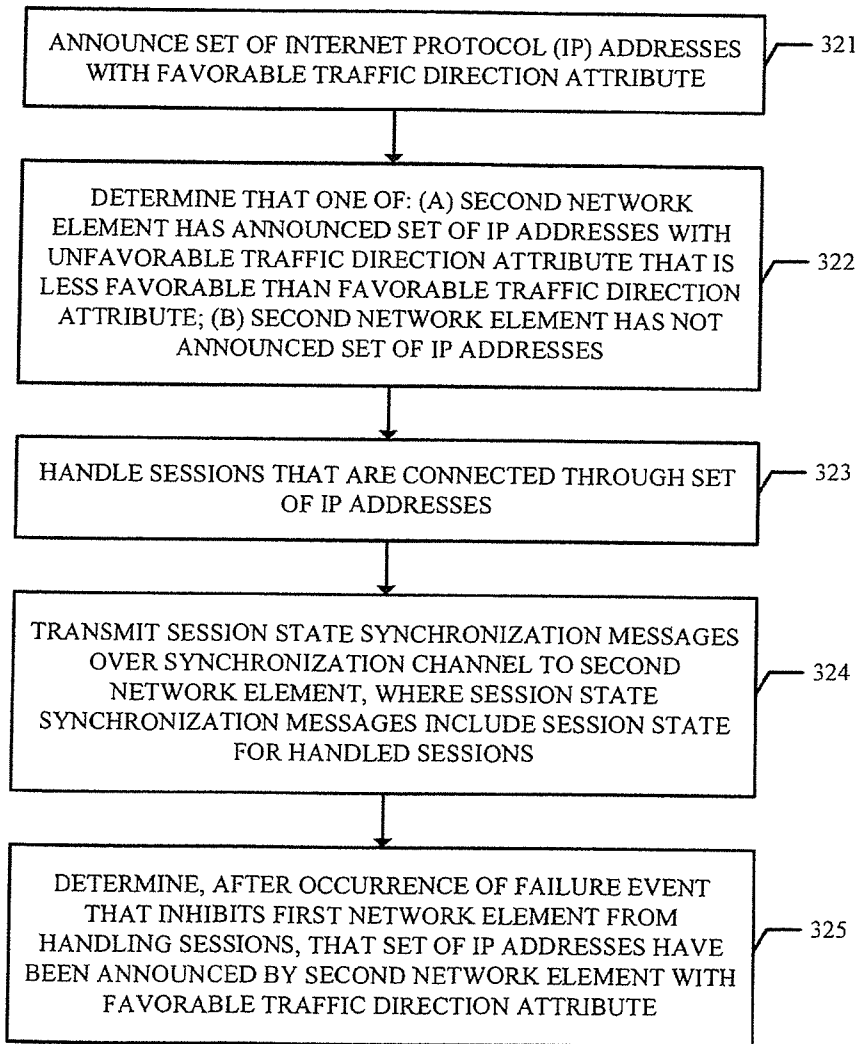 ANNOUNCE SET OF INTERNET PROTOCOL (IP) ADDRESSES
WITH FAVORABLE TRAFFIC DIRECTION ATTRIBUTE
321
DETERMINE THAT ONE OF: (A) SECOND NETWORK
ELEMENT HAS ANNOUNCED SET OF IP ADDRESSES WITH
UNFAVORABLE TRAFFIC DIRECTION ATTRIBUTE THAT IS
LESS FAVORABLE THAN FAVORABLE TRAFFIC DIRECTION
ATTRIBUTE; (B) SECOND NETWORK ELEMENT HAS NOT
ANNOUNCED SET OF IP ADDRESSES
322
HANDLE SESSIONS THAT ARE CONNECTED THROUGH SET
OF IP ADDRESSES
323
TRANSMIT SESSION STATE SYNCHRONIZATION MESSAGES
OVER SYNCHRONIZATION CHANNEL TO SECOND
NETWORK ELEMENT, WHERE SESSION STATE
SYNCHRONIZATION MESSAGES INCLUDE SESSION STATE
FOR HANDLED SESSIONS
324
DETERMINE, AFTER OCCURRENCE OF FAILURE EVENT
THAT INHIBITS FIRST NETWORK ELEMENT FROM
HANDLING SESSIONS, THAT SET OF IP ADDRESSES HAVE
BEEN ANNOUNCED BY SECOND NETWORK ELEMENT WITH
FAVORABLE TRAFFIC DIRECTION ATTRIBUTE
325